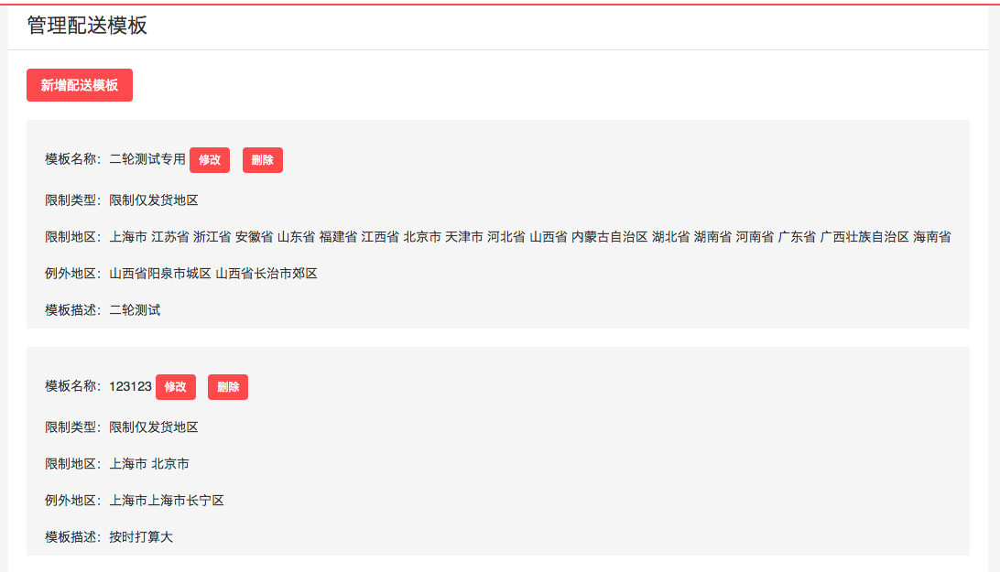 管理配送模板
新增配送模板
模板名称：二轮测试专用 修改 删除
限制类型：限制仅发货地区
限制地区：上海市 江苏省 浙江省 安徽省 山东省 福建省 江西省 北京市 天津市 河北省 山西省 内蒙古自治区 湖北省 湖南省 河南省 广东省 广西壮族自治区 海南省
例外地区：山西省阳泉市城区 山西省长治市郊区
模板描述：二轮测试
模板名称：123123 修改 删除
限制类型：限制仅发货地区
限制地区：上海市 北京市
例外地区：上海市上海市长宁区
模板描述：按时打算大